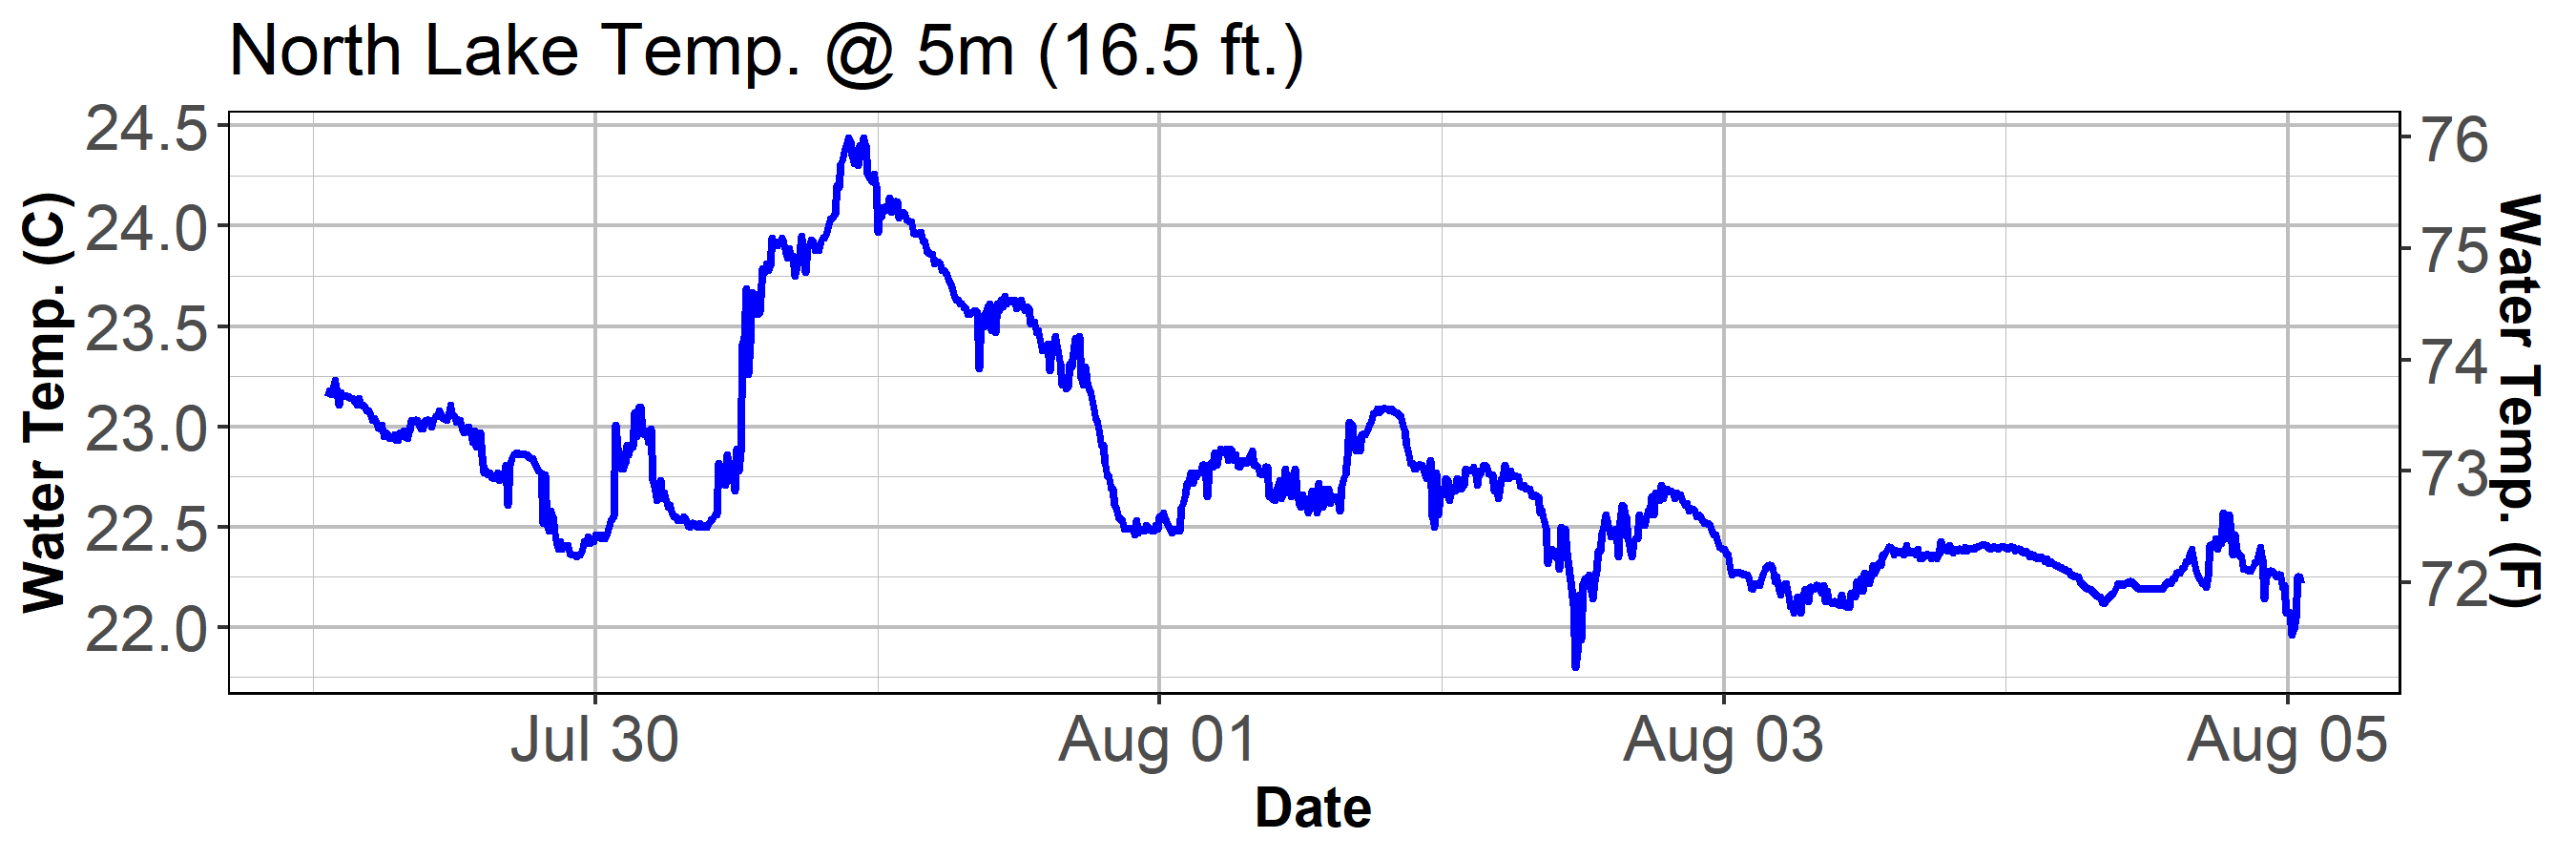 North Lake Temp. @ 5m (16.5 ft.)
24.5
24.0
23.5
23.0
22.5
22.0
Water Temp. (C)
76
75
74
73
72
Water Temp. (F)
Jul 30
Aug 01
Aug 03
Aug 05
Date